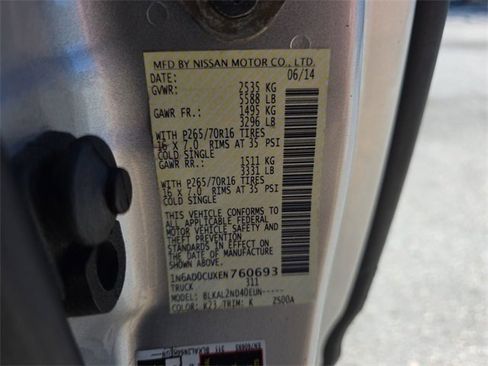 MFD BY NISSAN MOTOR CO., LTD.
DATE: 06/14
GVWR: 2535 KG
5588 LB
GAWR FR.: 1495 KG
3296 LB
WITH P265/70R16 TIRES
16 X 7.0 RIMS AT 35 PSI
COLD SINGLE
GAWR RR.: 1511 KG
3331 LB
WITH P265/70R16 TIRES
16 X 7.0 RIMS AT 35 PSI
COLD SINGLE
THIS VEHICLE CONFORMS TO
ALL APPLICABLE FEDERAL
MOTOR VEHICLE SAFETY
AND THEFT PREVENTION
STANDARDS IN EFFECT ON
THE DATE OF MANUFACTURE
SHOWN ABOVE.
1N6AD0CUXEN760693
TRUCK 311
MODEL: BLKAL2ND40EUN-----
COLOR: K23 TRIM: K 2500A